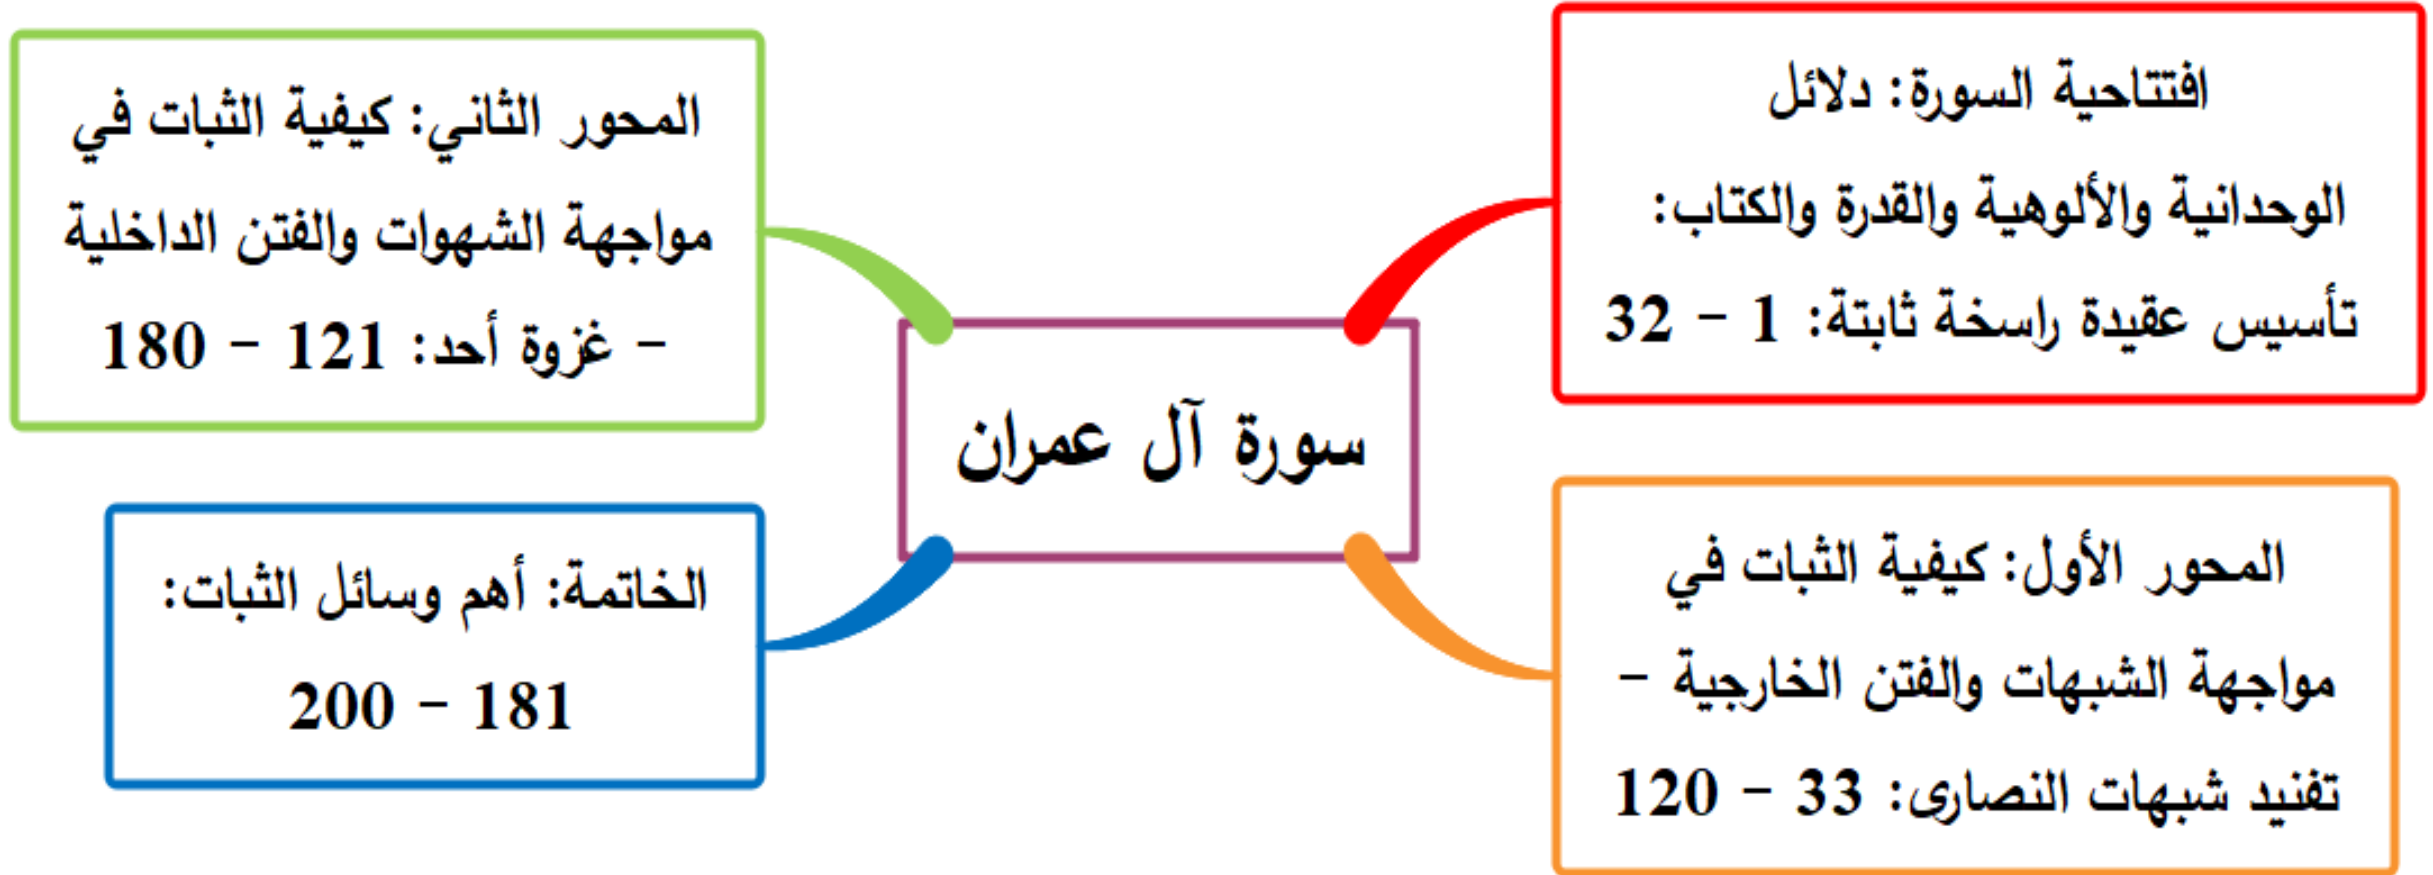 سورة آل عمران
افتتاحية السورة: دلائل
الوحدانية والألوهية والقدرة والكتاب:
تأسيس عقيدة راسخة ثابتة: 1 - 32
المحور الأول: كيفية الثبات في
مواجهة الشبهات والفتن الخارجية -
تفنيد شبهات النصارى: 33 - 120
المحور الثاني: كيفية الثبات في
مواجهة الشهوات والفتن الداخلية
- غزوة أحد: 121 - 180
الخاتمة: أهم وسائل الثبات:
181 - 200